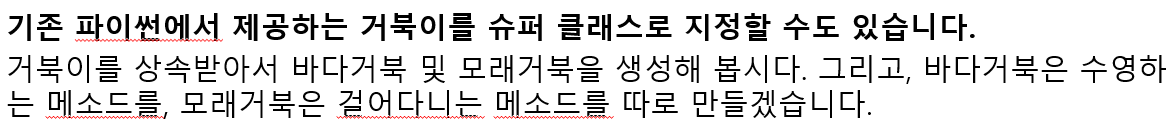 기존 파이썬에서 제공하는 거북이를 슈퍼 클래스로 지정할 수도 있습니다.
거북이를 상속받아서 바다거북 및 모래거북을 생성해 봅시다. 그리고, 바다거북은 수영하
는 메소드를, 모래거북은 걸어다니는 메소드를 따로 만들겠습니다.